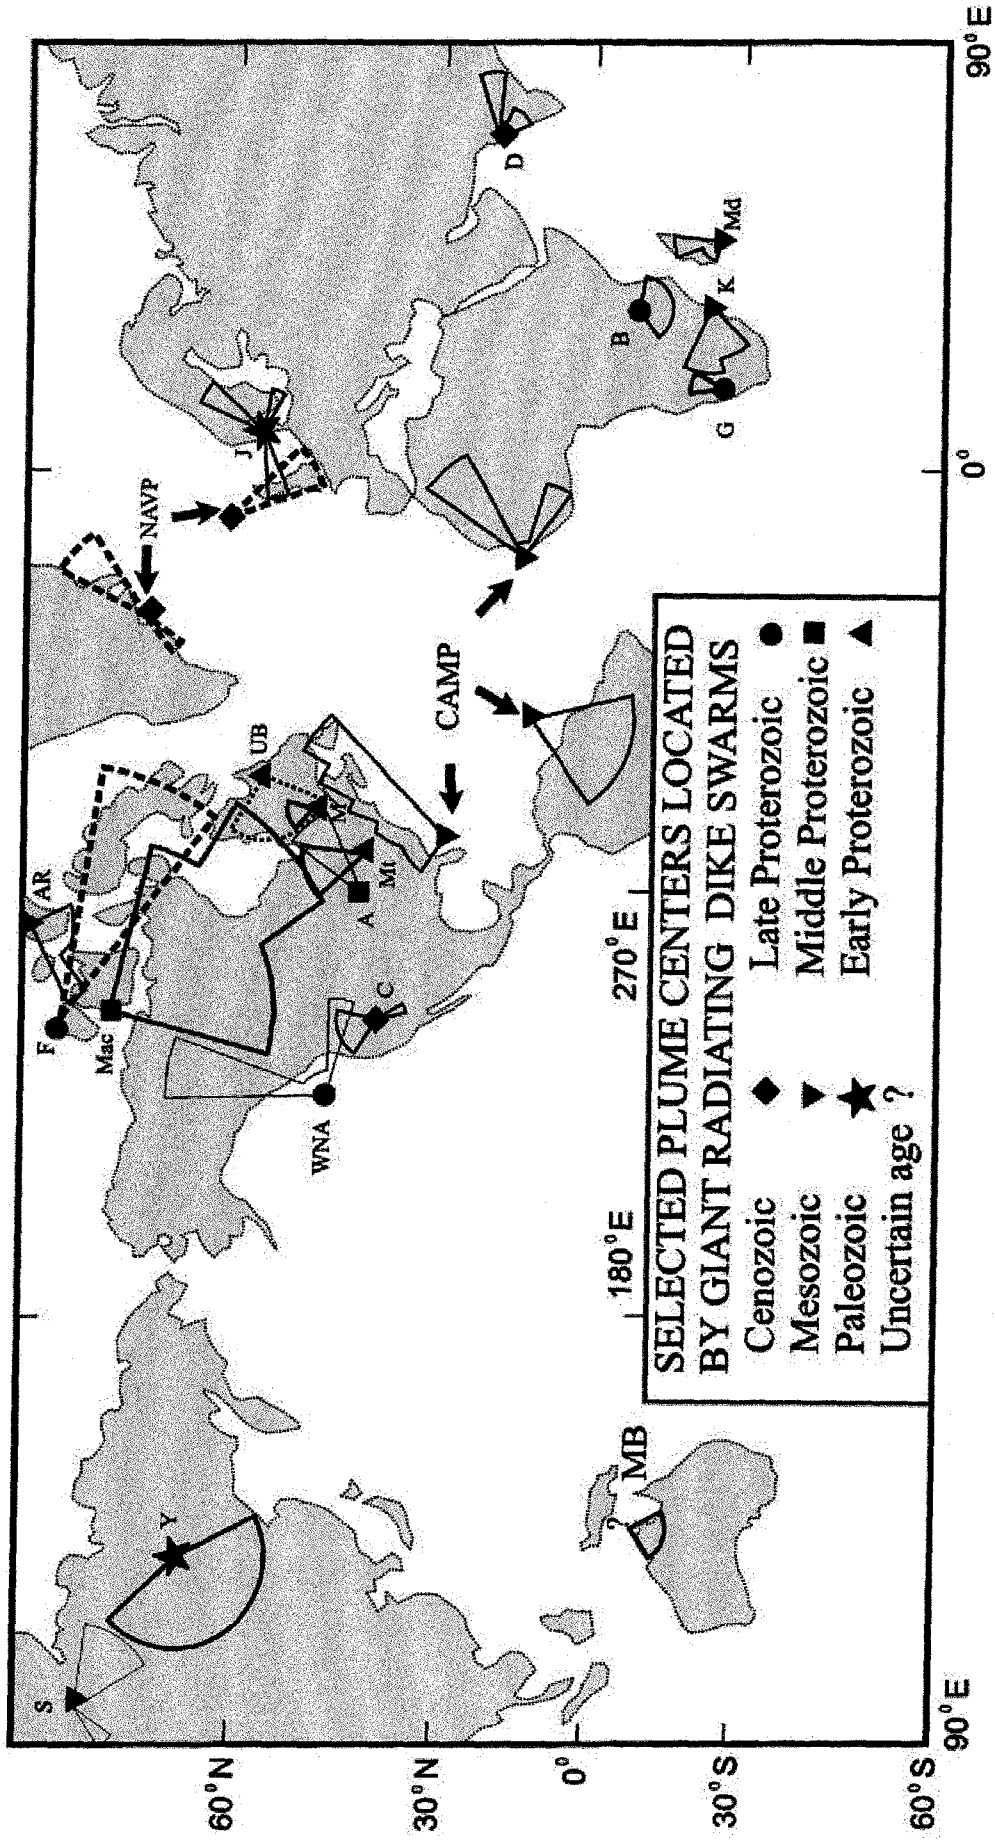 S
Y
F
AR
Mac
UB
M
Mt
A
C
WNA
NAVP
CAMP
J
D
B
K
Md
G
?
MB
60°N
30°N
0°
30°S
60°S
90°E
180°E
270°E
0°
90°E
SELECTED PLUME CENTERS LOCATED
BY GIANT RADIATING DIKE SWARMS
Cenozoic
Late Proterozoic
Mesozoic
Middle Proterozoic
Paleozoic
Early Proterozoic
Uncertain age ?